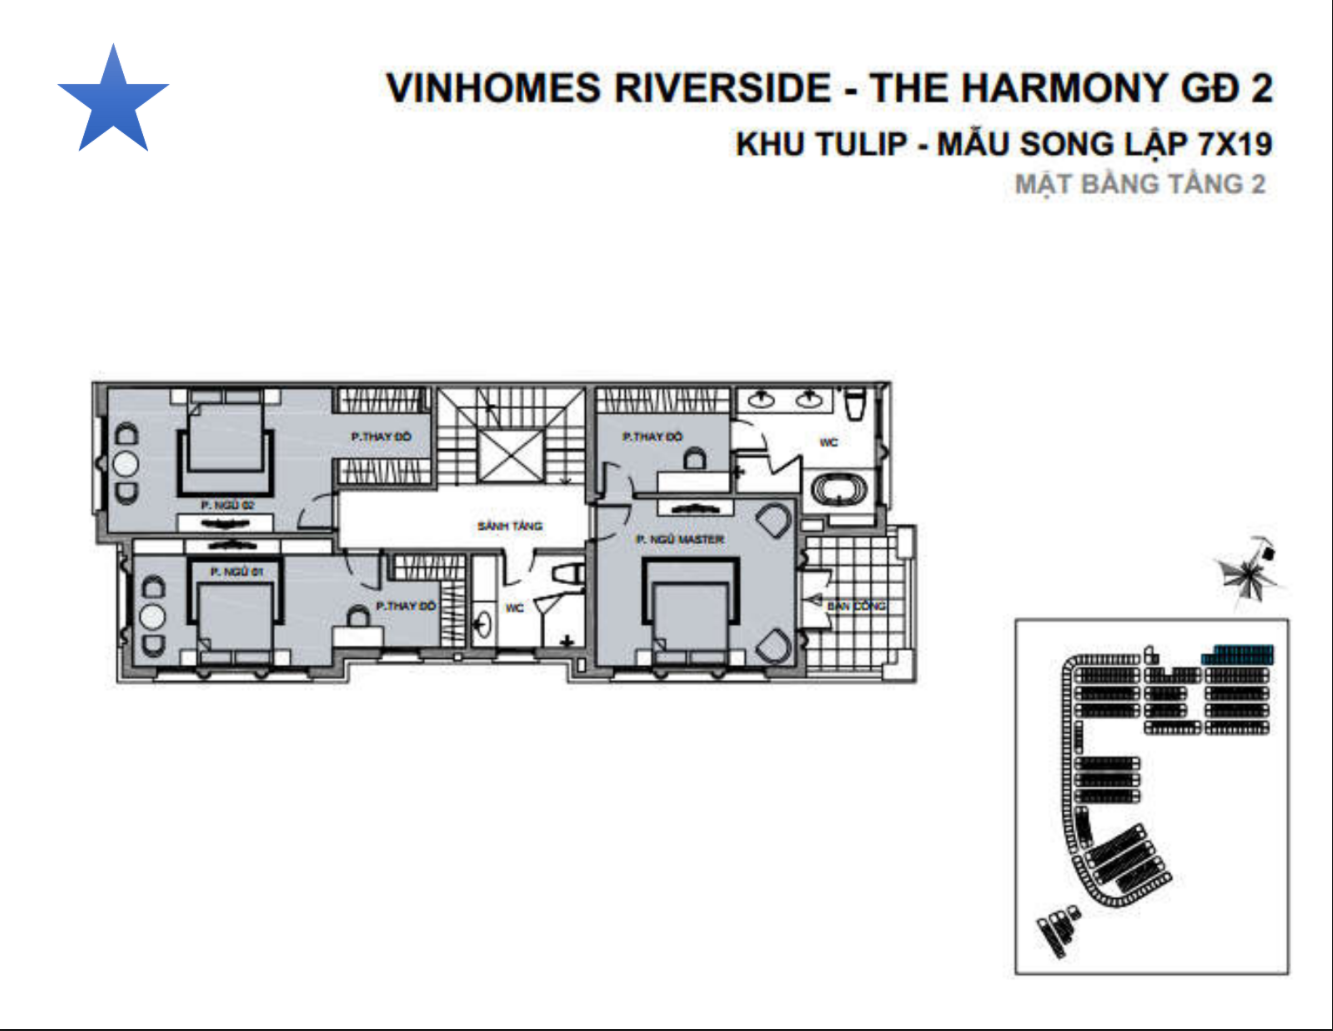 VINHOMES RIVERSIDE - THE HARMONY GĐ 2
KHU TULIP - MẪU SONG LẬP 7X19
MẶT BẰNG TẦNG 2
P.THAY ĐỒ
P.THAY ĐỒ
WC
P. NGỦ 02
SẢNH TẦNG
P. NGỦ MASTER
P. NGỦ 01
P.THAY ĐỒ
WC
BAN CÔNG